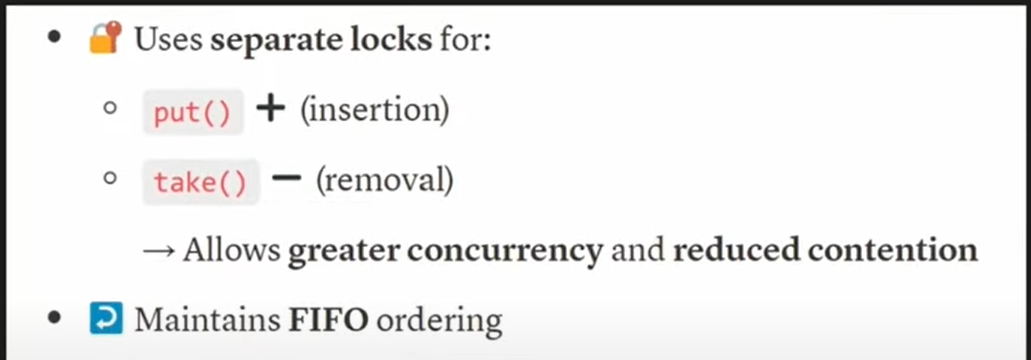 • 🔐 Uses separate locks for:
○ put() ➕ (insertion)
○ take() ➖ (removal)
→ Allows greater concurrency and reduced contention
• Maintains FIFO ordering